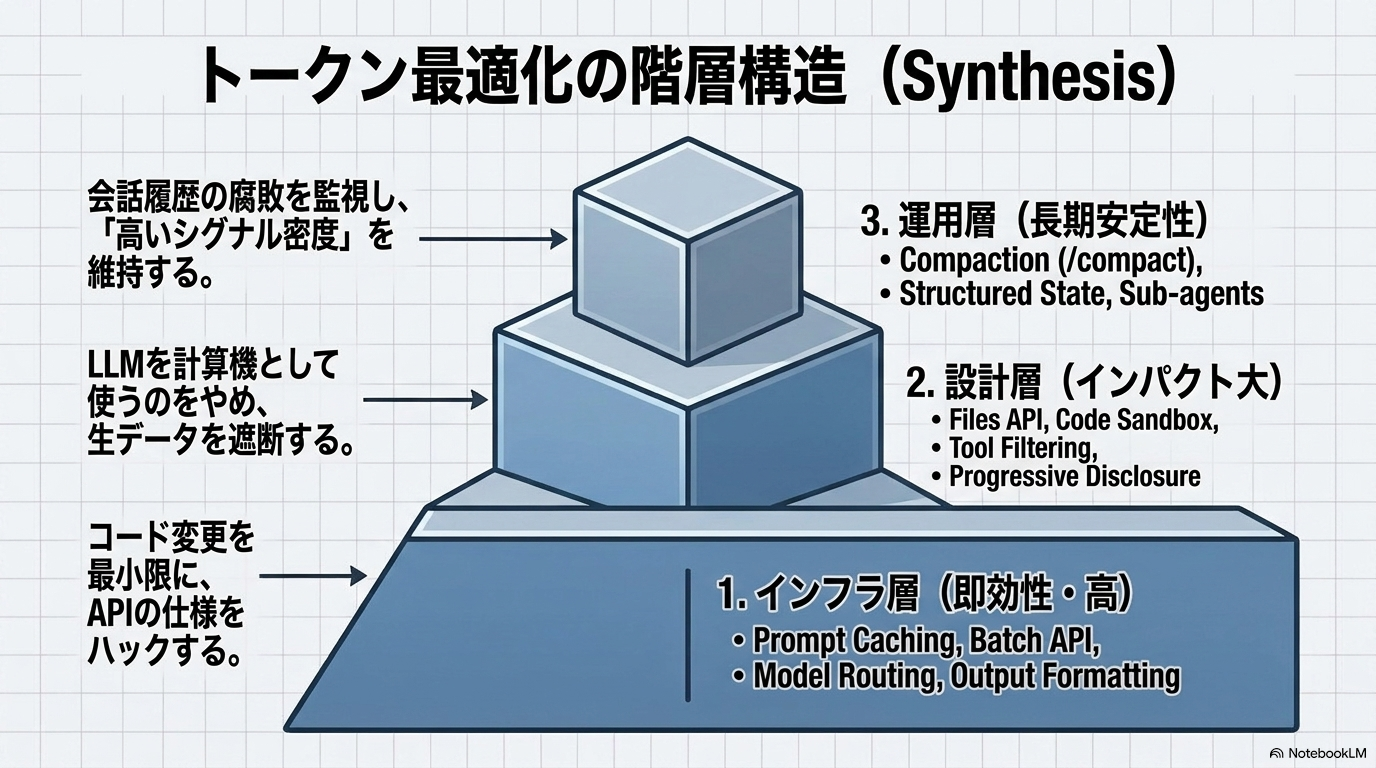 トークン最適化の階層構造（Synthesis）
会話履歴の腐敗を監視し、
「高いシグナル密度」を
維持する。
3. 運用層（長期安定性）
• Compaction (/compact),
• Structured State, Sub-agents
LLMを計算機として
使うのをやめ、
生データを遮断する。
2. 設計層（インパクト大）
• Files API, Code Sandbox,
• Tool Filtering,
• Progressive Disclosure
コード変更を
最小限に、
APIの仕様を
ハックする。
1. インフラ層（即効性・高）
• Prompt Caching, Batch API,
• Model Routing, Output Formatting
NotebookLM